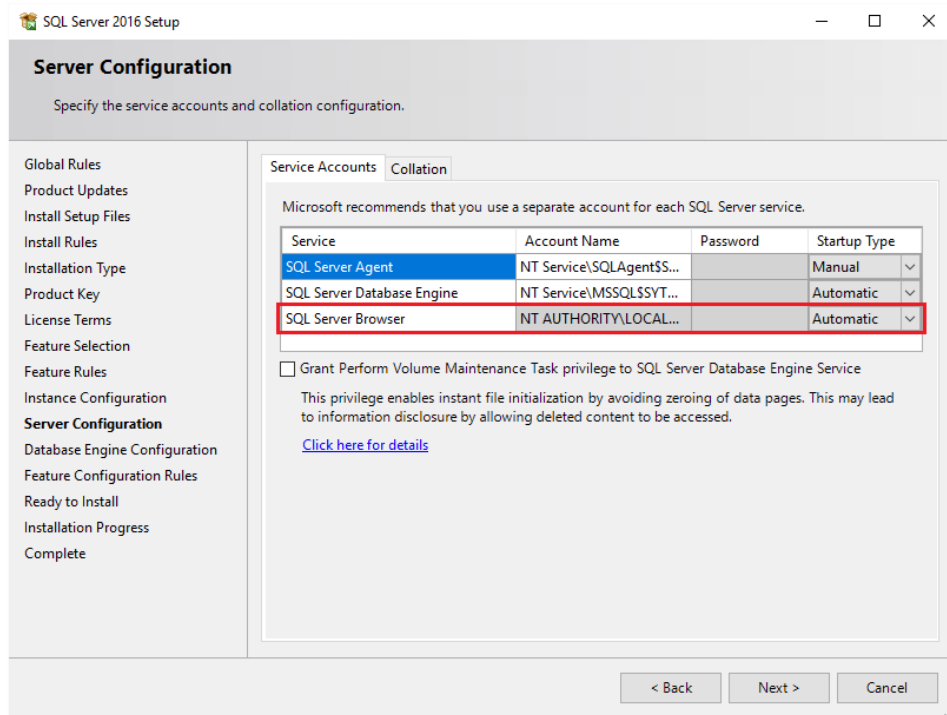 SQL Server 2016 Setup
Server Configuration
Specify the service accounts and collation configuration.
Global Rules
Product Updates
Install Setup Files
Install Rules
Installation Type
Product Key
License Terms
Feature Selection
Feature Rules
Instance Configuration
Server Configuration
Database Engine Configuration
Feature Configuration Rules
Ready to Install
Installation Progress
Complete
Service Accounts Collation
Microsoft recommends that you use a separate account for each SQL Server service.
Service Account Name Password Startup Type
SQL Server Agent NT Service\SQLAgent$S... Manual
SQL Server Database Engine NT Service\MSSQL$SYT... Automatic
SQL Server Browser NT AUTHORITY\LOCAL... Automatic
Grant Perform Volume Maintenance Task privilege to SQL Server Database Engine Service
This privilege enables instant file initialization by avoiding zeroing of data pages. This may lead
to information disclosure by allowing deleted content to be accessed.
Click here for details
< Back Next > Cancel